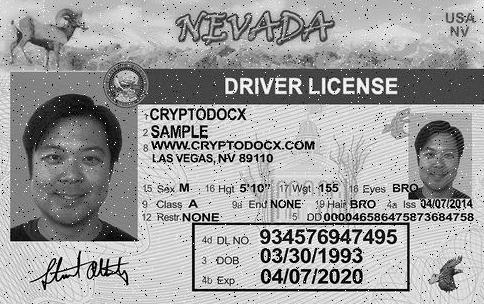 NEVADA
USA
NV
DRIVER LICENSE
1 CRYPTODOCX
2 SAMPLE
8 WWW.CRYPTODOCX.COM
LAS VEGAS, NV 89110
15 Sex M 16 Hgt 5'10" 17 Wgt 155 18 Eyes BRO
9 Class A 9a End NONE 19 Hair BRO 4a Iss 04/07/2014
12 Restr NONE 5 DD 000046586475873684758
4d DL NO. 934576947495
3 DOB 03/30/1993
4b Exp 04/07/2020